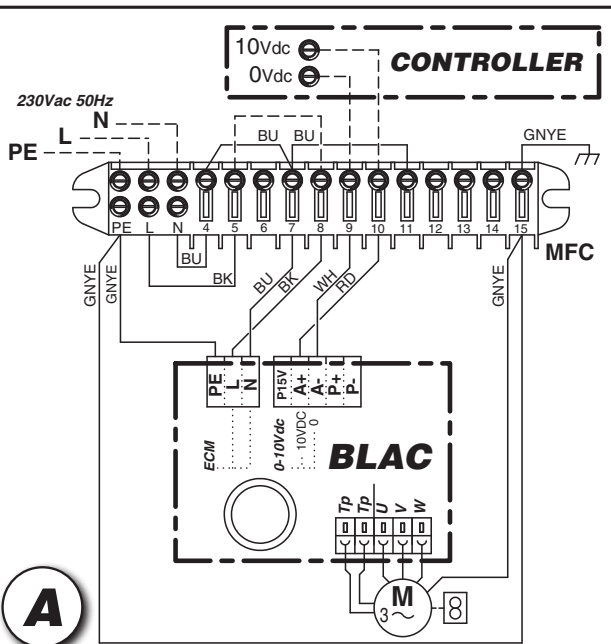 10Vdc
0Vdc
CONTROLLER
230Vac 50Hz
N
L
PE
BU BU
GNYE
PE L N 4 5 6 7 8 9 10 11 12 13 14 15
MFC
BU
BK
GNYE
GNYE
BU
BK
WH
RD
GNYE
PE
L
N
P15V
A+
A-
P+
P-
ECM
0-10Vdc
10VDC
0
BLAC
Tp
Tp
U
V
W
M
3~
A